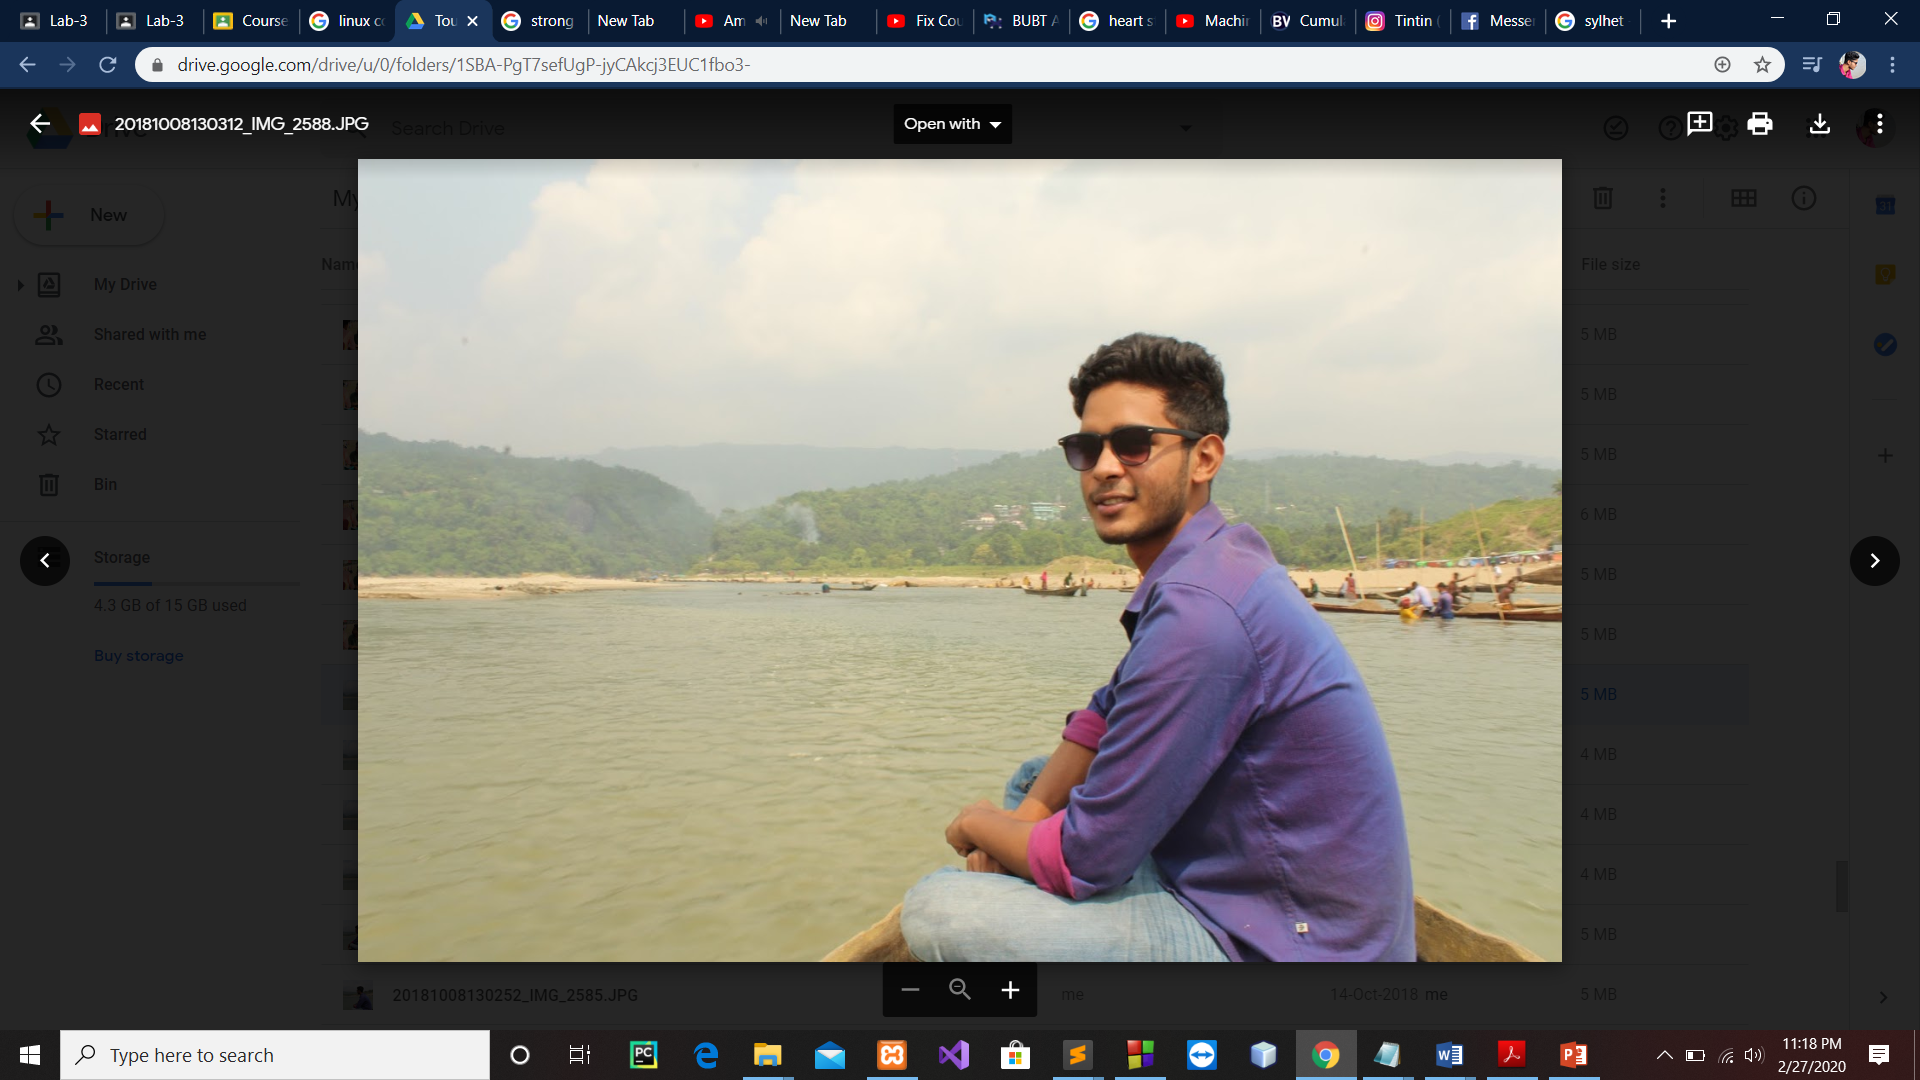 Lab-3
Lab-3
Course
linux c
Tou
strong
New Tab
Am
New Tab
Fix Cou
BUBT A
heart s
Machin
Cumul
Tintin (
Messen
sylhet
drive.google.com/drive/u/0/folders/1SBA-PgT7sefUgP-jyCAkcj3EUC1fbo3-
20181008130312_IMG_2588.JPG
Search Drive
Open with
New
My
Name
File size
My Drive
Shared with me
Recent
Starred
Bin
Storage
4.3 GB of 15 GB used
Buy storage
5 MB
5 MB
5 MB
6 MB
5 MB
5 MB
5 MB
4 MB
4 MB
4 MB
5 MB
20181008130252_IMG_2585.JPG me 14-Oct-2018 me 5 MB
Type here to search
11:18 PM
2/27/2020